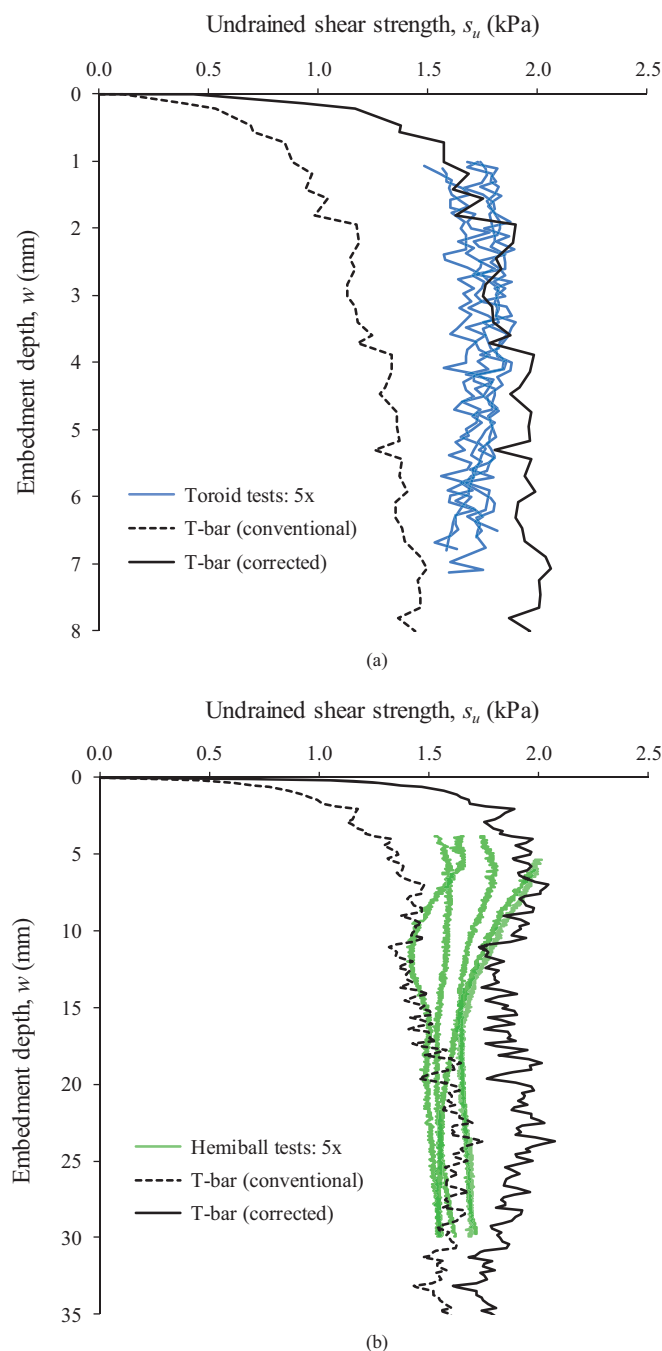 Undrained shear strength, s_u (kPa)
0.0 0.5 1.0 1.5 2.0 2.5
0
1
2
3
4
5
6
7
8
Embedment depth, w (mm)
Toroid tests: 5x
T-bar (conventional)
T-bar (corrected)
(a)
Undrained shear strength, s_u (kPa)
0.0 0.5 1.0 1.5 2.0 2.5
0
5
10
15
20
25
30
35
Embedment depth, w (mm)
Hemiball tests: 5x
T-bar (conventional)
T-bar (corrected)
(b)